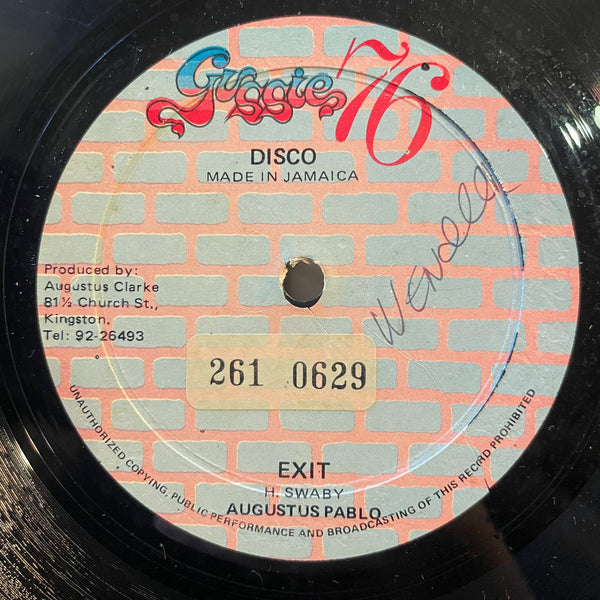 Gussie 76
DISCO
MADE IN JAMAICA
Wendell
Produced by:
Augustus Clarke
81½ Church St.,
Kingston.
Tel: 92-26493
261 0629
EXIT
H. SWABY
AUGUSTUS PABLO
UNAUTHORIZED COPYING, PUBLIC PERFORMANCE AND BROADCASTING OF THIS RECORD PROHIBITED